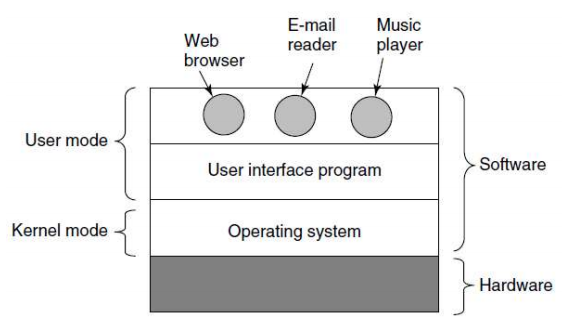 Web
browser
E-mail
reader
Music
player
User mode
User interface program
Software
Kernel mode
Operating system
Hardware